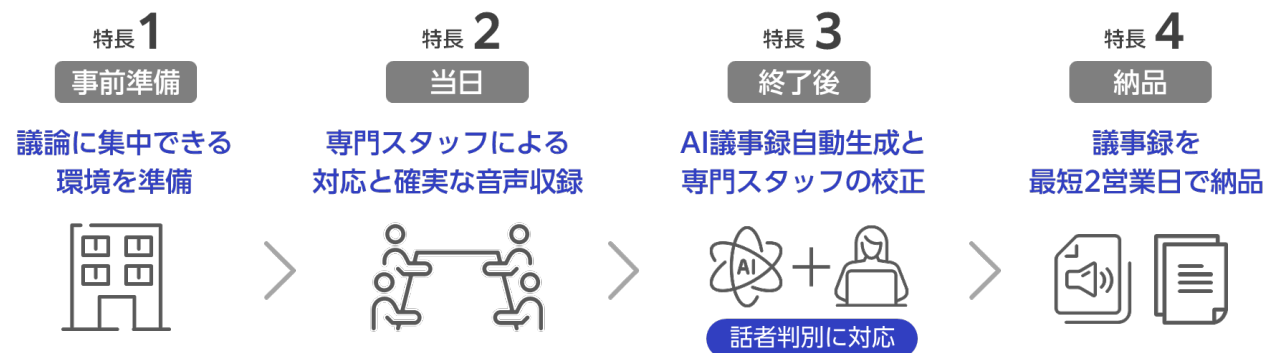 特長 1
事前準備
議論に集中できる
環境を準備
特長 2
当日
専門スタッフによる
対応と確実な音声収録
特長 3
終了後
AI議事録自動生成と
専門スタッフの校正
AI
話者判別に対応
特長 4
納品
議事録を
最短2営業日で納品